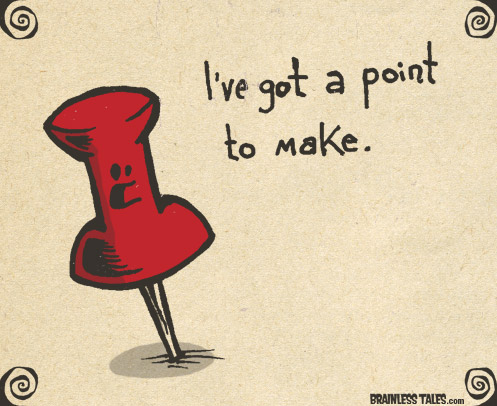 I've got a point
to make.
BRAINLESS TALES.com